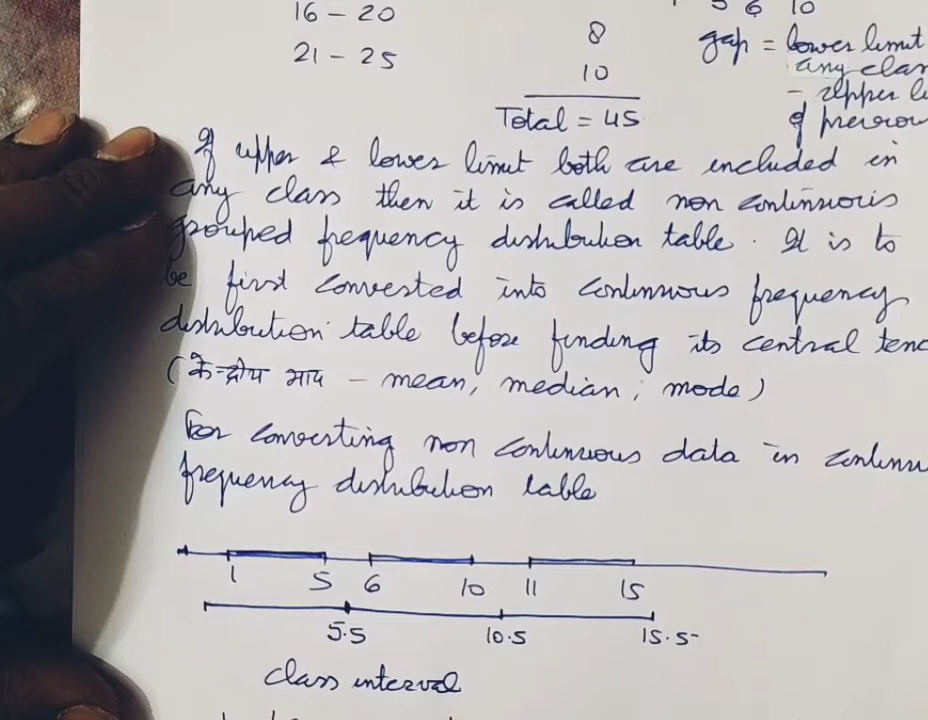 5 6 10
16 - 20
8
gap = lower limit
21 - 25
any clas
10
- Upper li
Total = 45
of previou
If upper & lower limit both are included in
any class then it is called non continuous
grouped frequency distribution table. It is to
be first converted into continuous frequency
distribution table before finding its central tend
(केन्द्रीय माप - mean, median, mode)
For converting non continuous data in continu
frequency distribution table
1 5 6 10 11 15
5.5 10.5 15.5
class interval